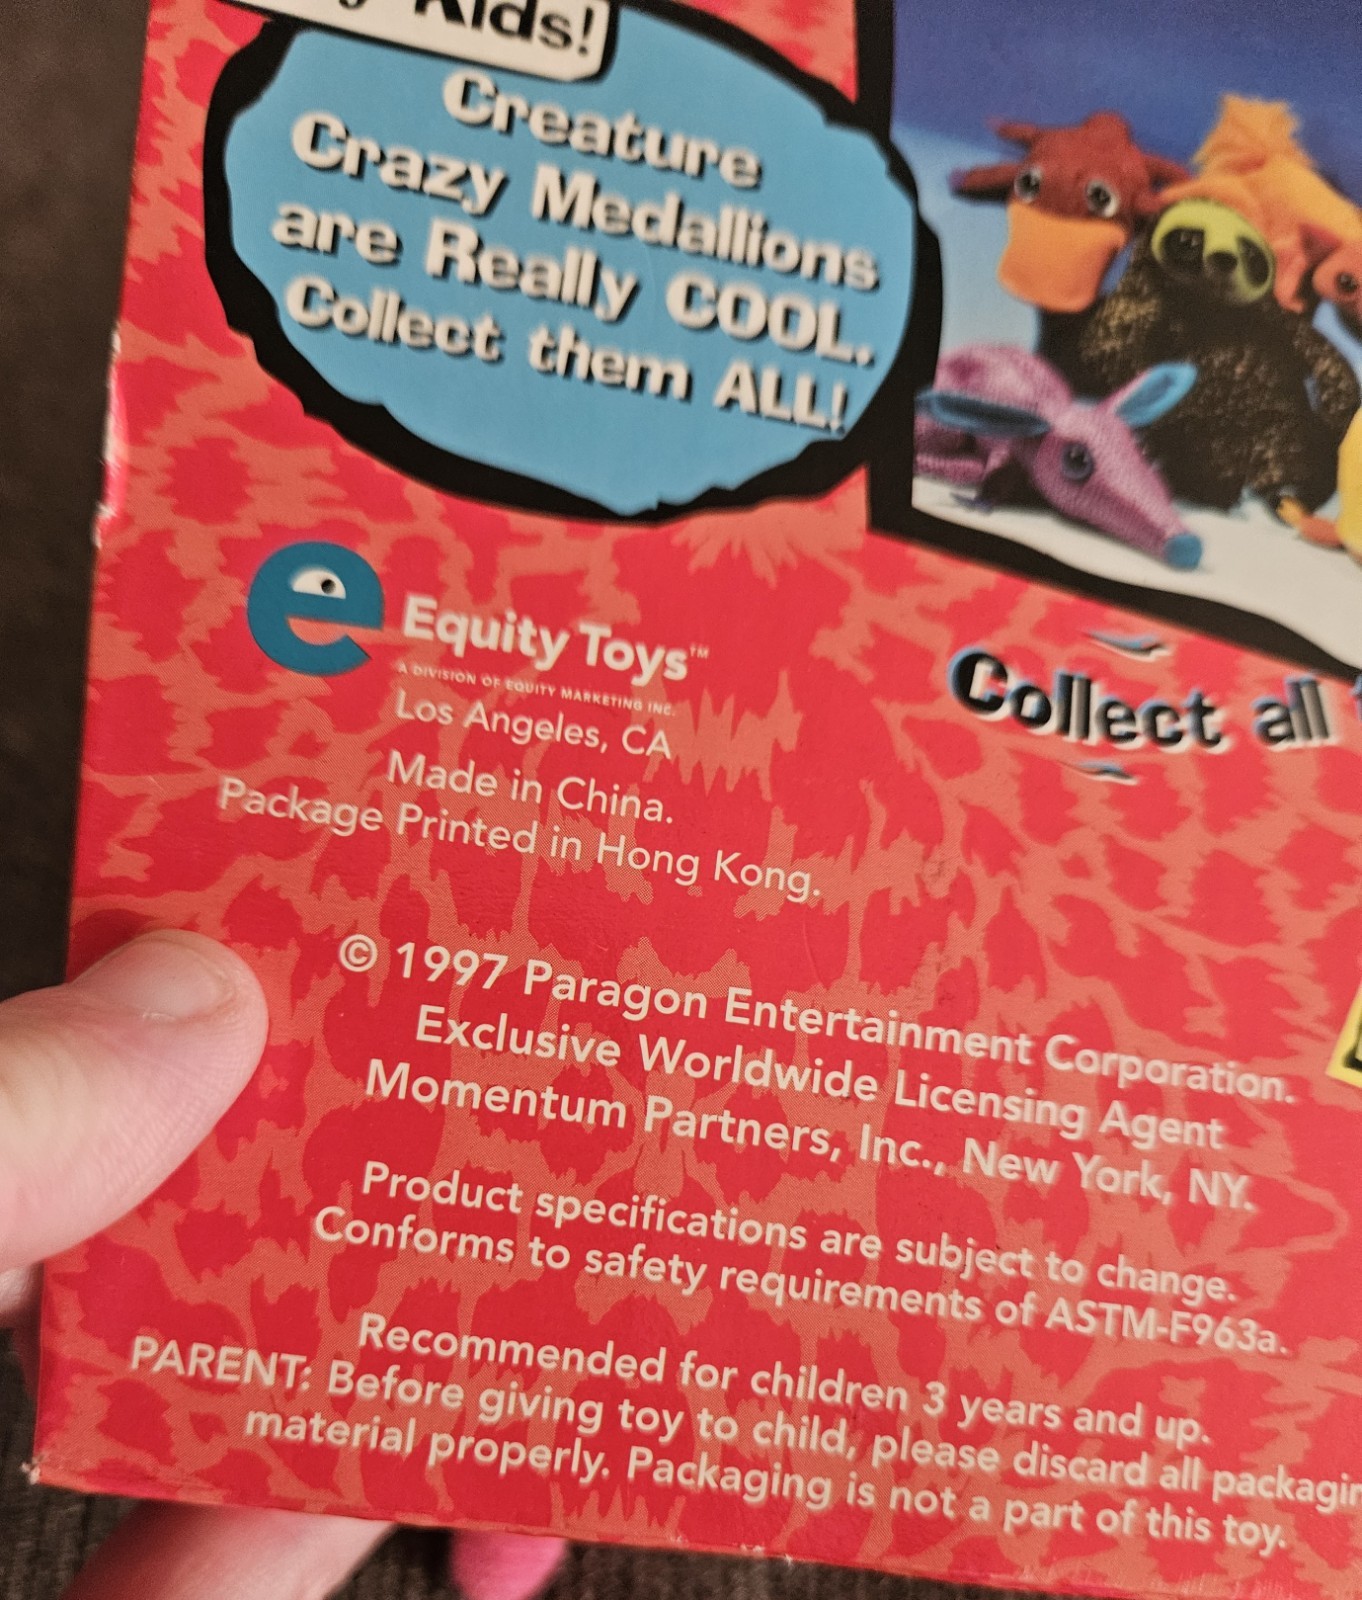 Kids!
Creature
Crazy Medallions
are Really COOL.
Collect them ALL!
e
Equity Toys™
A DIVISION OF EQUITY MARKETING INC.
Los Angeles, CA
Made in China.
Package Printed in Hong Kong.
Collect all
© 1997 Paragon Entertainment Corporation.
Exclusive Worldwide Licensing Agent
Momentum Partners, Inc., New York, NY.
Product specifications are subject to change.
Conforms to safety requirements of ASTM-F963a.
Recommended for children 3 years and up.
PARENT: Before giving toy to child, please discard all packagin
material properly. Packaging is not a part of this toy.